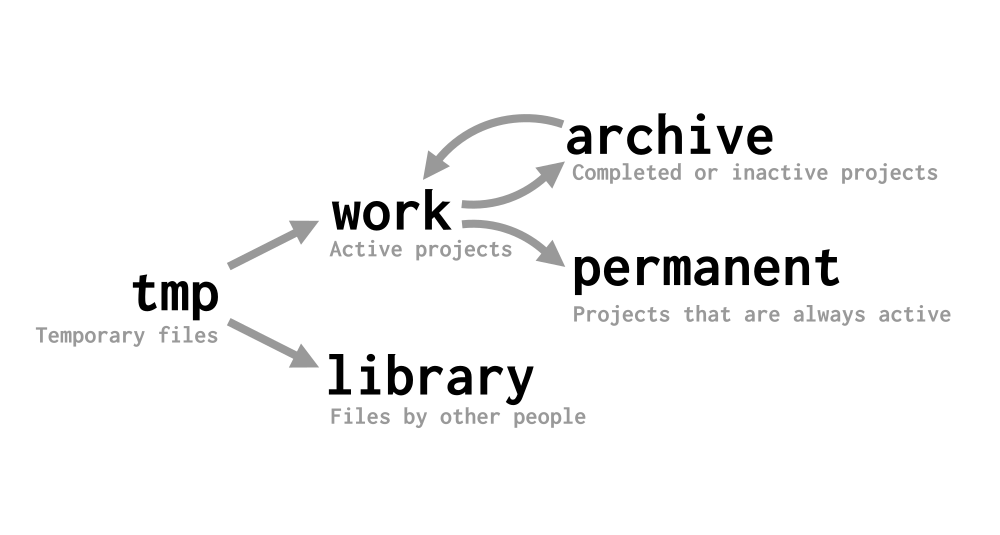 archive
Completed or inactive projects
work
Active projects
permanent
Projects that are always active
tmp
Temporary files
library
Files by other people